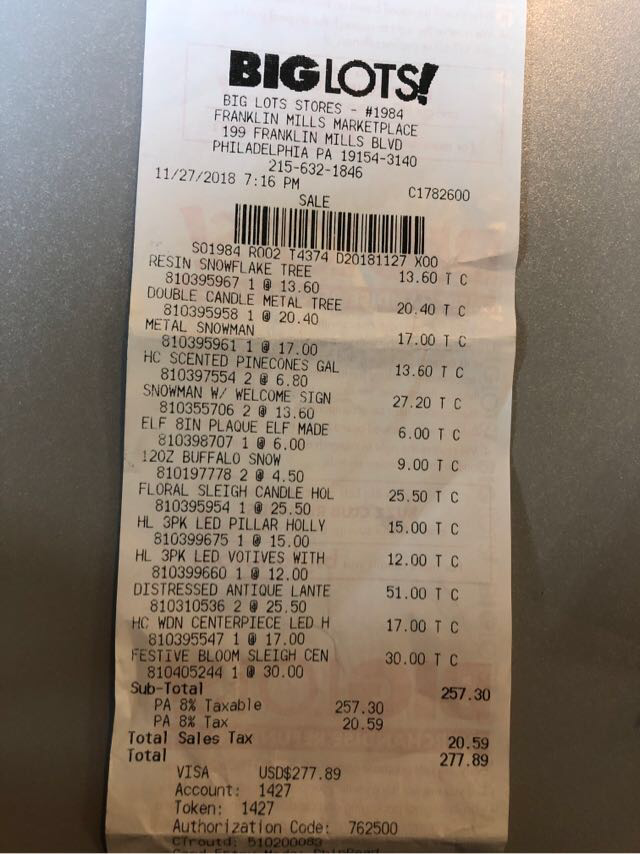 BIG LOTS!
BIG LOTS STORES - #1984
FRANKLIN MILLS MARKETPLACE
199 FRANKLIN MILLS BLVD
PHILADELPHIA PA 19154-3140
215-632-1846
11/27/2018 7:16 PM C1782600
SALE
S01984 R002 T4374 D20181127 X00
RESIN SNOWFLAKE TREE
810395967 1 @ 13.60 13.60 T C
DOUBLE CANDLE METAL TREE
810395958 1 @ 20.40 20.40 T C
METAL SNOWMAN
810395961 1 @ 17.00 17.00 T C
HC SCENTED PINECONES GAL
810397554 2 @ 6.80 13.60 T C
SNOWMAN W/ WELCOME SIGN
810355706 2 @ 13.60 27.20 T C
ELF 8IN PLAQUE ELF MADE
810398707 1 @ 6.00 6.00 T C
12OZ BUFFALO SNOW
810197778 2 @ 4.50 9.00 T C
FLORAL SLEIGH CANDLE HOL
810395954 1 @ 25.50 25.50 T C
HL 3PK LED PILLAR HOLLY
810399675 1 @ 15.00 15.00 T C
HL 3PK LED VOTIVES WITH
810399660 1 @ 12.00 12.00 T C
DISTRESSED ANTIQUE LANTE
810310536 2 @ 25.50 51.00 T C
HC WDN CENTERPIECE LED H
810395547 1 @ 17.00 17.00 T C
FESTIVE BLOOM SLEIGH CEN
810405244 1 @ 30.00 30.00 T C
Sub-Total 257.30
PA 8% Taxable 257.30
PA 8% Tax 20.59
Total Sales Tax 20.59
Total 277.89
VISA USD$277.89
Account: 1427
Token: 1427
Authorization Code: 762500
CTroutd: 510200083